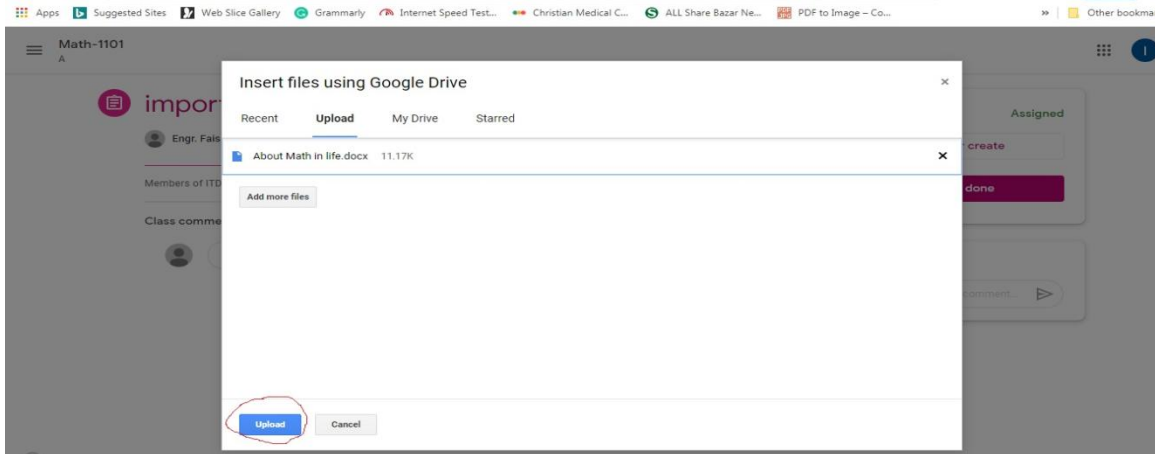 Apps Suggested Sites Web Slice Gallery Grammarly Internet Speed Test... Christian Medical C... ALL Share Bazar Ne... PDF to Image – Co... » Other bookma
Math-1101
A
Insert files using Google Drive ×
impor
Recent Upload My Drive Starred
Assigned
Engr. Fais
create
About Math in life.docx 11.17K ×
Members of ITD
done
Add more files
Class comme
comment...
Upload Cancel